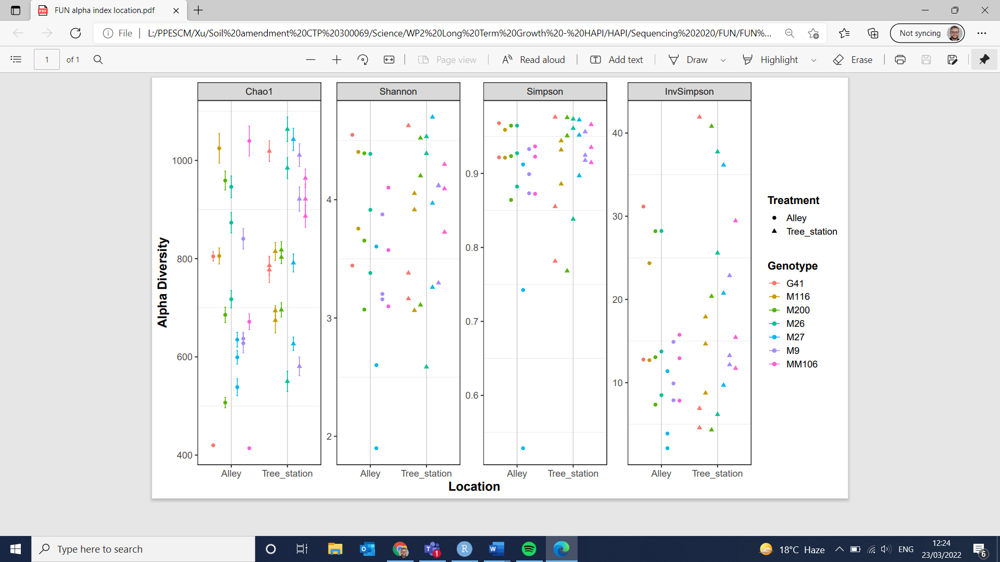 FUN alpha index location.pdf
File
L:/PPESCM/Xu/Soil%20amendment%20CTP%20300069/Science/WP2%20Long%20Term%20Growth%20-%20HAPI/HAPI/Sequencing%202020/FUN/FUN%...
Not syncing
1 of 1
Page view
Read aloud
Add text
Draw
Highlight
Erase
Chao1 Shannon Simpson InvSimpson
Alpha Diversity
1000
800
600
400
4
3
2
0.9
0.8
0.7
0.6
40
30
20
10
Alley Tree_station Alley Tree_station Alley Tree_station Alley Tree_station
Location
Treatment
Alley
Tree_station
Genotype
G41
M116
M200
M26
M27
M9
MM106
Type here to search
18°C Haze
ENG
12:24
23/03/2022
1
6